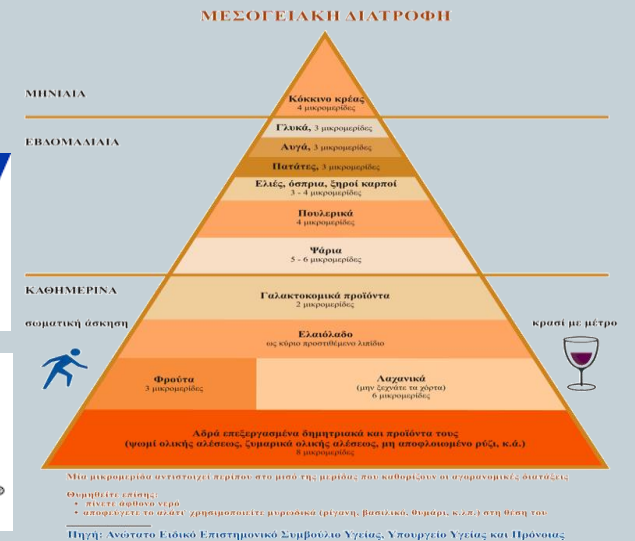 ΜΕΣΟΓΕΙΑΚΗ ΔΙΑΤΡΟΦΗ
ΜΗΝΙΑΙΑ
Κόκκινο κρέας
4 μικρομερίδες
ΕΒΔΟΜΑΔΙΑΙΑ
Γλυκά, 3 μικρομερίδες
Αυγά, 3 μικρομερίδες
Πατάτες, 3 μικρομερίδες
Ελιές, όσπρια, ξηροί καρποί
3 - 4 μικρομερίδες
Πουλερικά
4 μικρομερίδες
Ψάρια
5 - 6 μικρομερίδες
ΚΑΘΗΜΕΡΙΝΑ
Γαλακτοκομικά προϊόντα
2 μικρομερίδες
σωματική άσκηση
κρασί με μέτρο
Ελαιόλαδο
ως κύριο προστιθέμενο λιπίδιο
Φρούτα
3 μικρομερίδες
Λαχανικά
(μην ξεχνάτε τα χόρτα)
6 μικρομερίδες
Αδρά επεξεργασμένα δημητριακά και προϊόντα τους
(ψωμί ολικής αλέσεως, ζυμαρικά ολικής αλέσεως, μη αποφλοιωμένο ρύζι, κ.ά.)
8 μικρομερίδες
Μία μικρομερίδα αντιστοιχεί περίπου στο μισό της μερίδας που καθορίζουν οι αγορανομικές διατάξεις
Θυμηθείτε επίσης:
• πίνετε άφθονο νερό
• αποφεύγετε το αλάτι· χρησιμοποιείτε μυρωδικά (ρίγανη, βασιλικό, θυμάρι, κ.λπ.) στη θέση του
Πηγή: Ανώτατο Ειδικό Επιστημονικό Συμβούλιο Υγείας, Υπουργείο Υγείας και Πρόνοιας